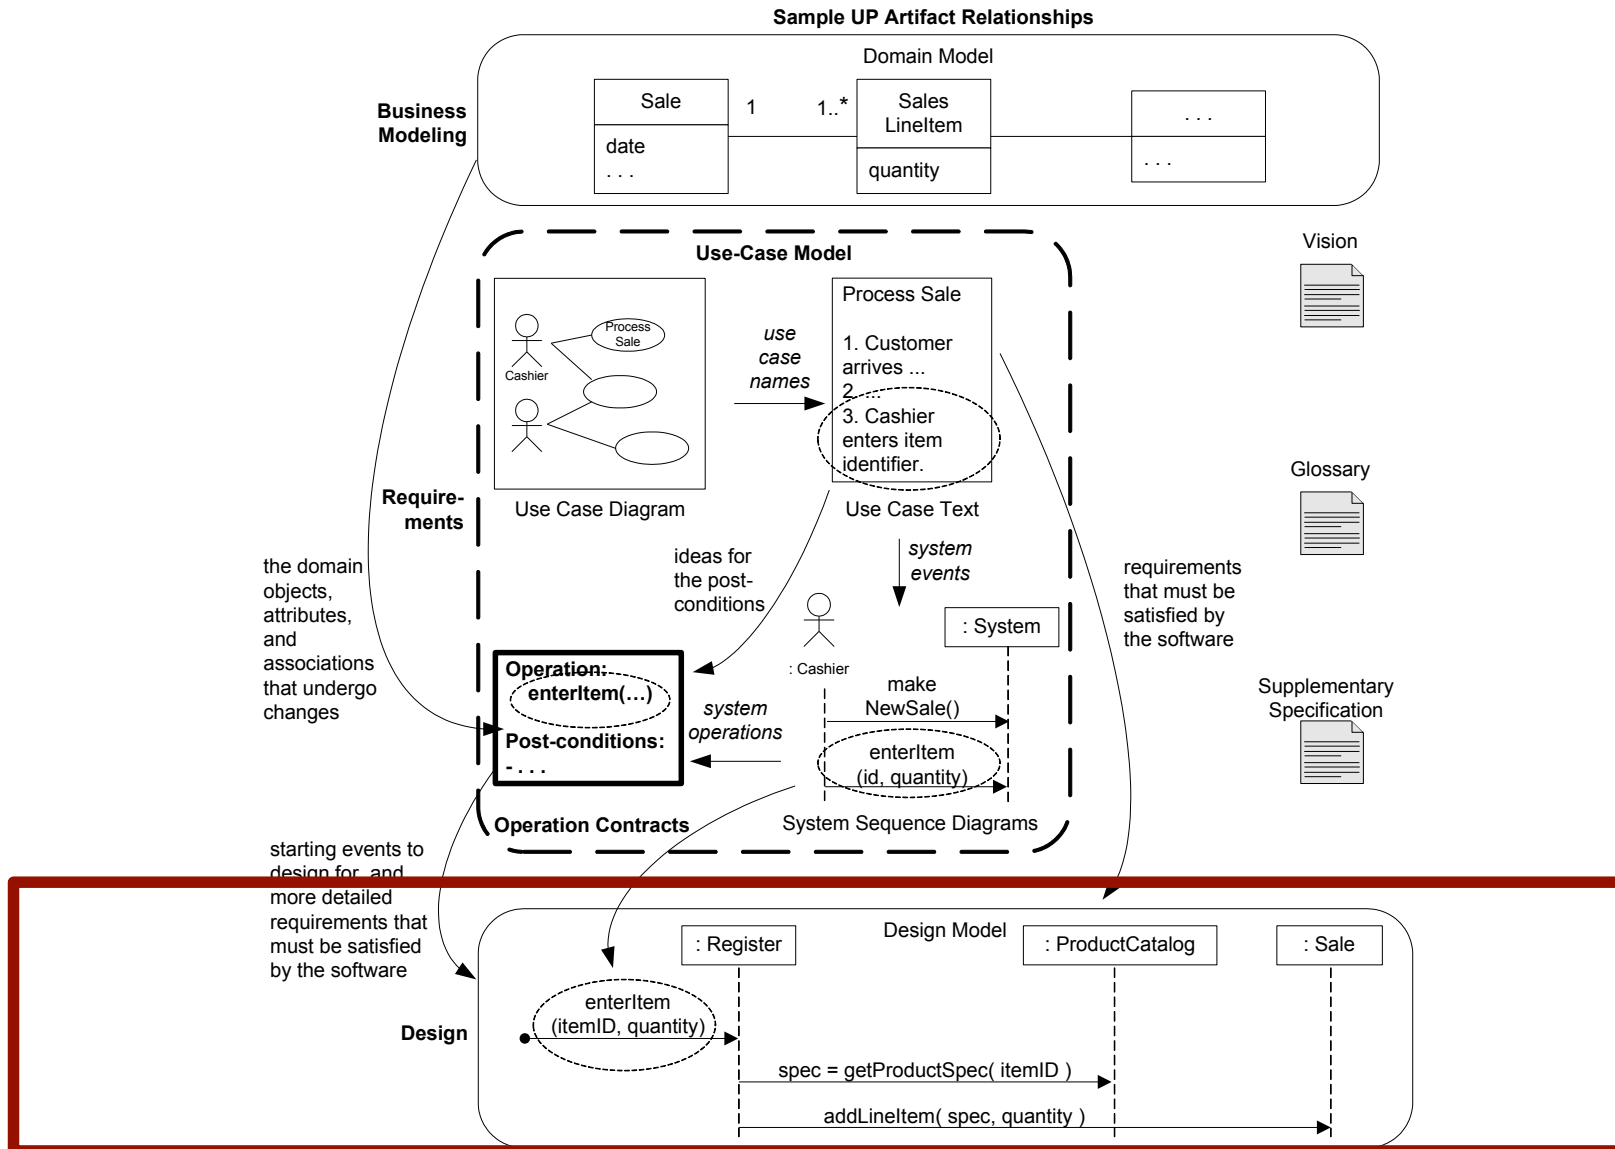 Sample UP Artifact Relationships
Domain Model
Business
Modeling
Sale
1
1..*
Sales
LineItem
. . .
date
. . .
quantity
. . .
Use-Case Model
Vision
Process
Sale
Cashier
use
case
names
Process Sale
1. Customer
arrives ...
2. ...
3. Cashier
enters item
identifier.
Glossary
Require-
ments
Use Case Diagram
Use Case Text
the domain
objects,
attributes,
and
associations
that undergo
changes
ideas for
the post-
conditions
system
events
requirements
that must be
satisfied by
the software
: System
: Cashier
Operation:
enterItem(…)
Post-conditions:
- . . .
system
operations
make
NewSale()
enterItem
(id, quantity)
Supplementary
Specification
Operation Contracts
System Sequence Diagrams
starting events to
design for, and
more detailed
requirements that
must be satisfied
by the software
Design Model
: Register
: ProductCatalog
: Sale
Design
enterItem
(itemID, quantity)
spec = getProductSpec( itemID )
addLineItem( spec, quantity )